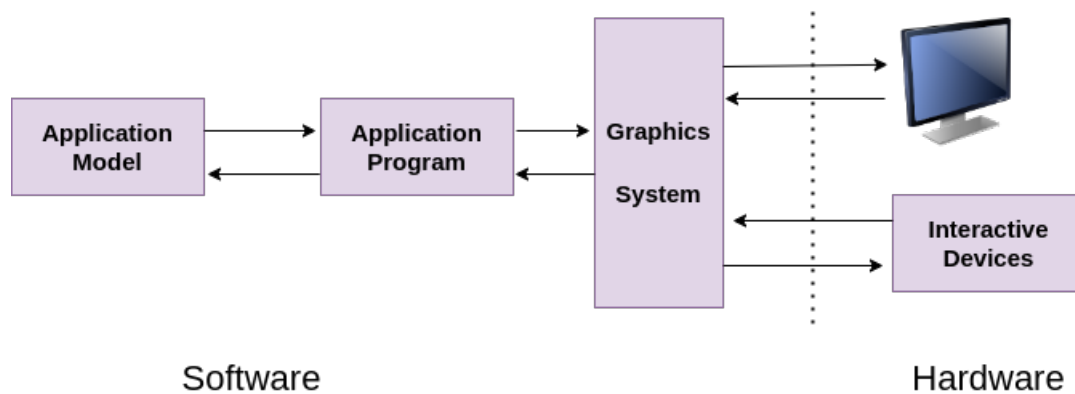 Application
Model
Application
Program
Graphics
System
Interactive
Devices
Software
Hardware